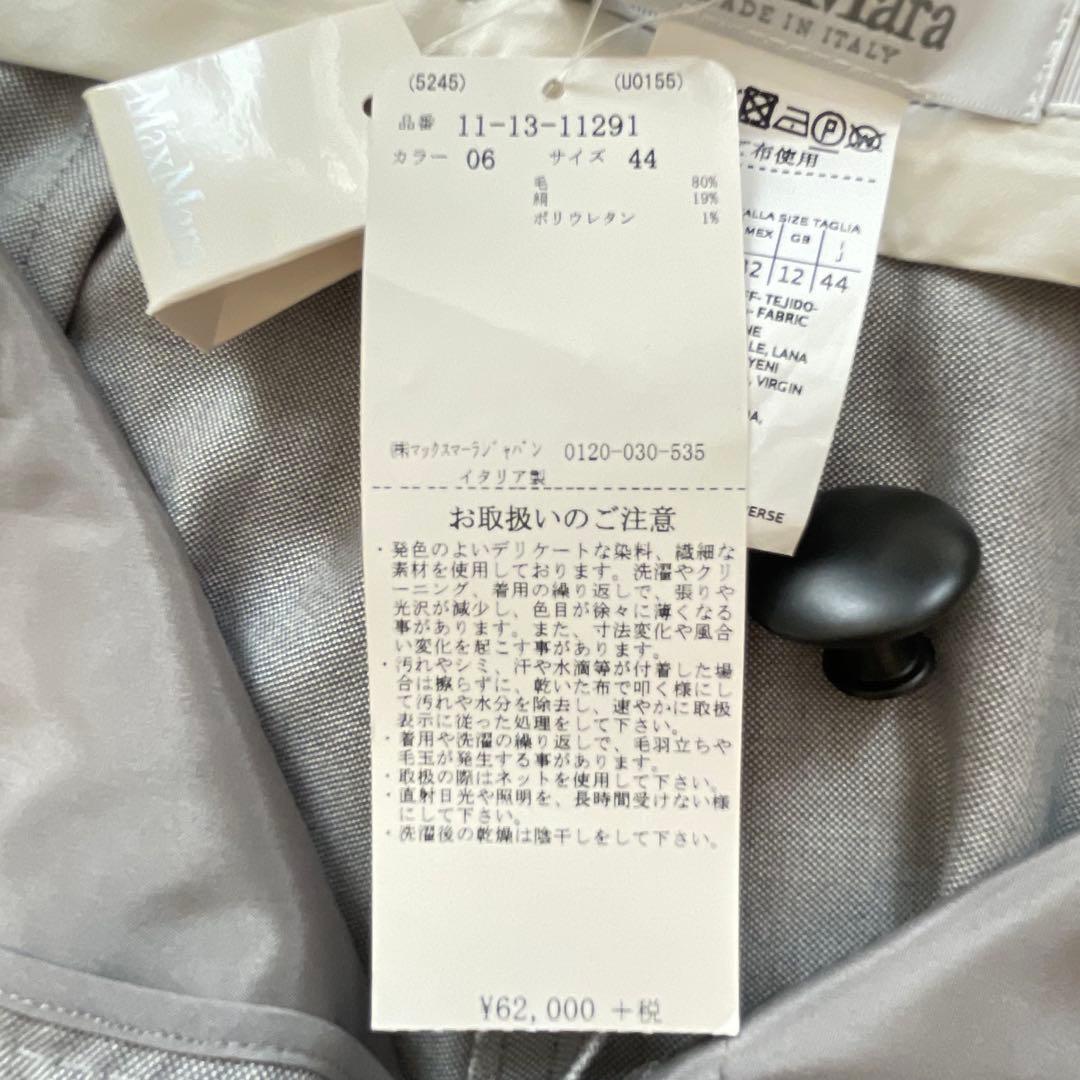 MaxMara
MADE IN ITALY
MaxMara
(5245) (U0155)
品番 11-13-11291
カラー 06 サイズ 44
毛 80%
絹 19%
ポリウレタン 1%
㈱マックスマーラジャパン 0120-030-535
イタリア製
お取扱いのご注意
・発色のよいデリケートな染料、繊細な
素材を使用しております。洗濯やクリ
ーニング、着用の繰り返しで、張りや
光沢が減少し、色目が徐々に薄くなる
事があります。また、寸法変化や風合
い変化を起こす事があります。
・汚れやシミ、汗や水滴等が付着した場
合は擦らずに、乾いた布で叩く様にし
て汚れや水分を除去し、速やかに取扱
表示に従った処理をして下さい。
・着用や洗濯の繰り返しで、毛羽立ちや
毛玉が発生する事があります。
・取扱の際はネットを使用して下さい。
・直射日光や照明を、長時間受けない様
にして下さい。
・洗濯後の乾燥は陰干しをして下さい。
¥62,000 +税
P
布使用
SIZE TAGLIA
MEX GB I
J
12 44
TEJIDO-
FABRIC
LANA
YENI
VIRGIN